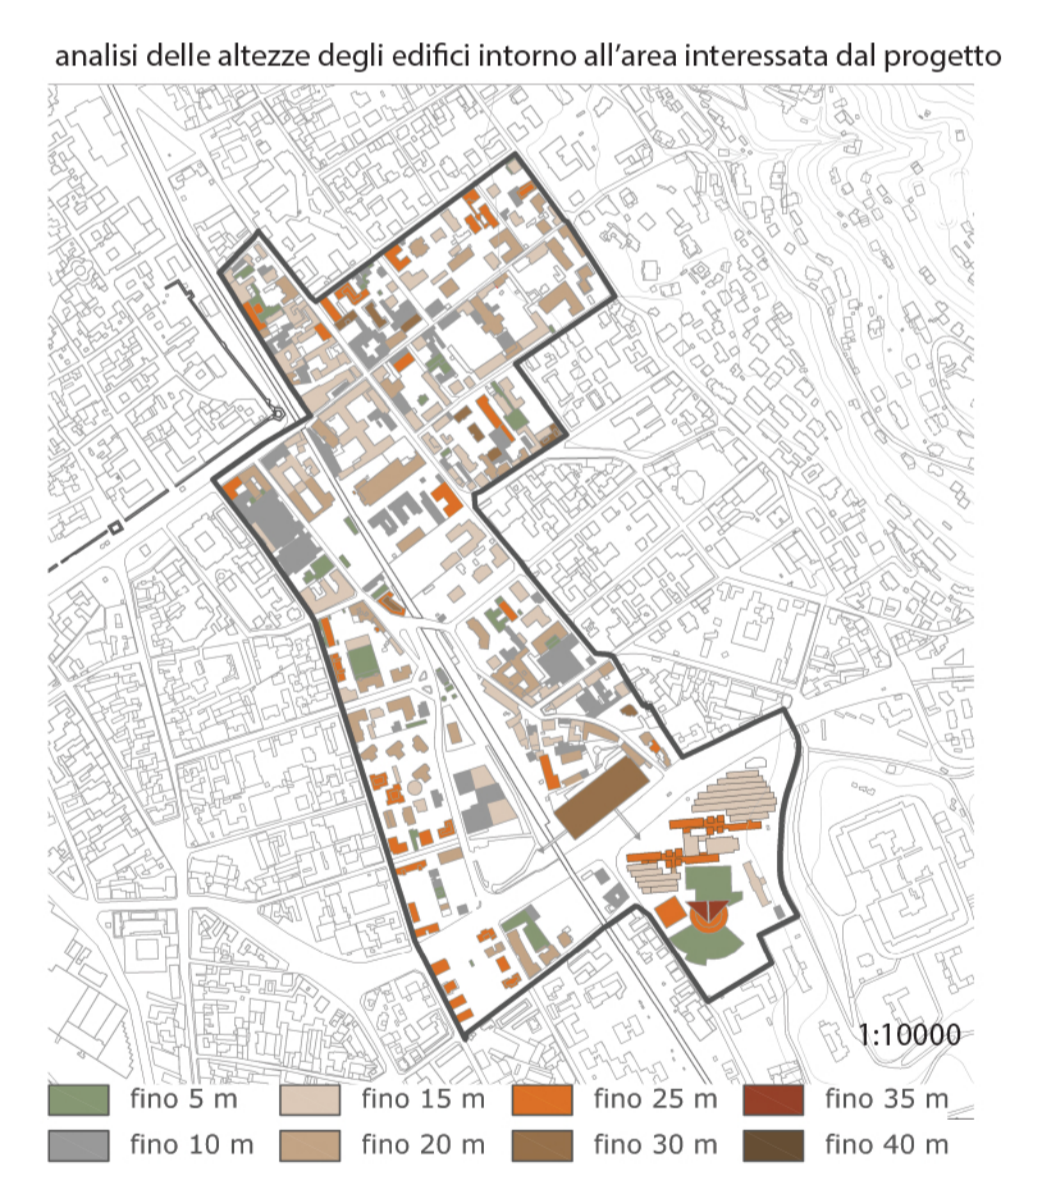 analisi delle altezze degli edifici intorno all'area interessata dal progetto
1:10000
fino 5 m fino 15 m fino 25 m fino 35 m
fino 10 m fino 20 m fino 30 m fino 40 m